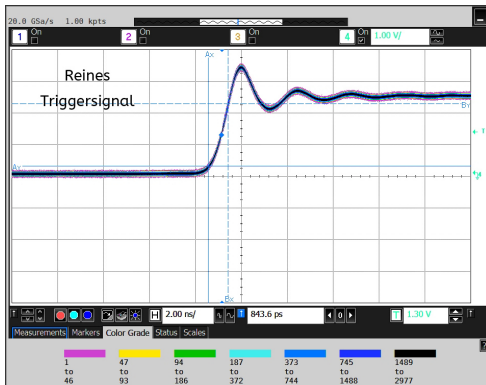 20.0 GSa/s 1.00 kpts
1 On 2 On 3 On 4 On 1.00 V/
Ax
Reines
Triggersignal
By
T
Ay
Bx
H 2.00 ns/ 843.6 ps 0 T 1.30 V
Measurements Markers Color Grade Status Scales
1 47 94 187 373 745 1489
to to to to to to to
46 93 186 372 744 1488 2977